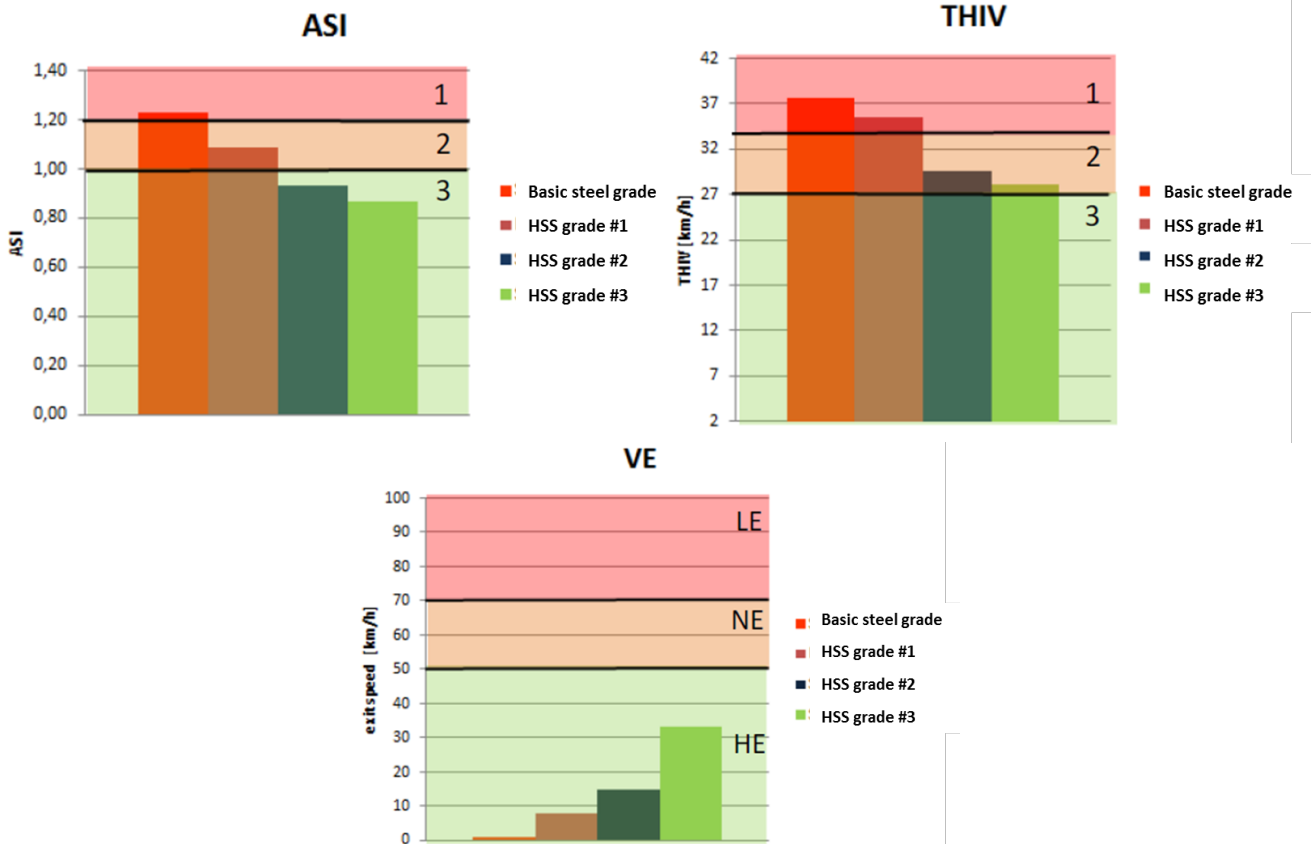 ASI
1,40
1,20
1,00
0,80
0,60
0,40
0,20
0,00
ASI
1
2
3
Basic steel grade
HSS grade #1
HSS grade #2
HSS grade #3
THIV
42
37
32
27
22
17
12
7
2
THIV [km/h]
1
2
3
Basic steel grade
HSS grade #1
HSS grade #2
HSS grade #3
VE
100
90
80
70
60
50
40
30
20
10
0
exitspeed [km/h]
LE
NE
HE
Basic steel grade
HSS grade #1
HSS grade #2
HSS grade #3